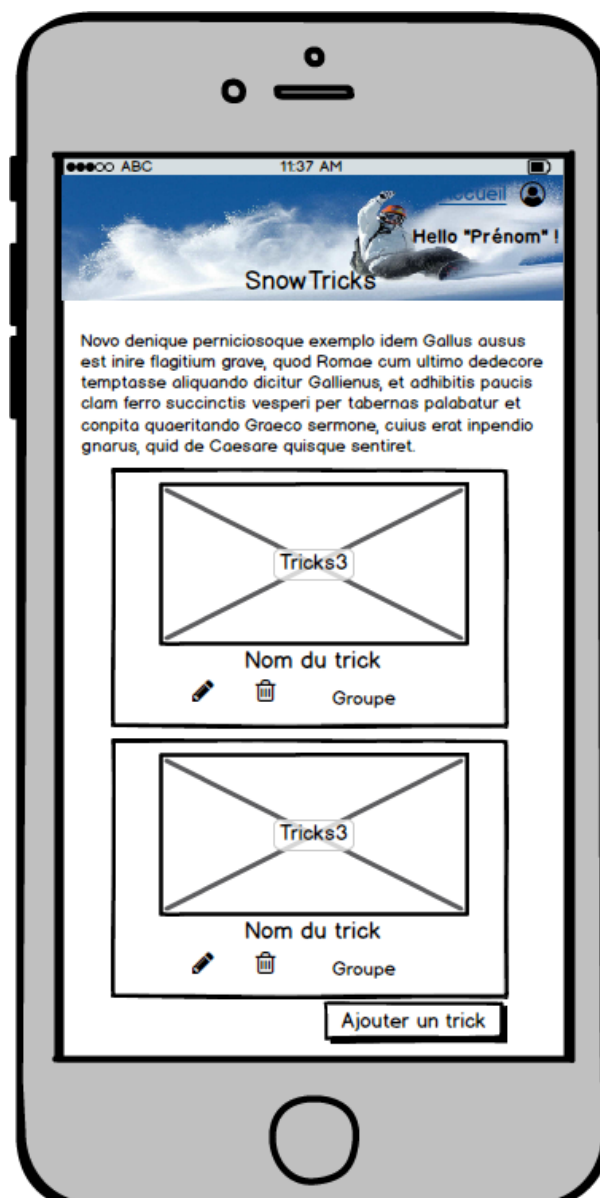 ABC 11:37 AM
Accueil
Hello "Prénom" !
SnowTricks
Novo denique perniciosoque exemplo idem Gallus ausus
est inire flagitium grave, quod Romae cum ultimo dedecore
temptasse aliquando dicitur Gallienus, et adhibitis paucis
clam ferro succinctis vesperi per tabernas palabatur et
conpita quaeritando Graeco sermone, cuius erat inpendio
gnarus, quid de Caesare quisque sentiret.
Tricks3
Nom du trick
Groupe
Tricks3
Nom du trick
Groupe
Ajouter un trick